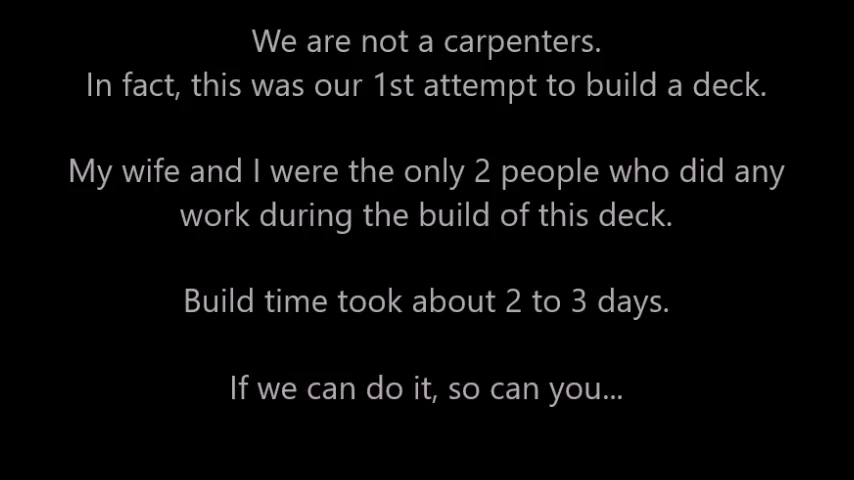 We are not a carpenters.
In fact, this was our 1st attempt to build a deck.
My wife and I were the only 2 people who did any
work during the build of this deck.
Build time took about 2 to 3 days.
If we can do it, so can you...